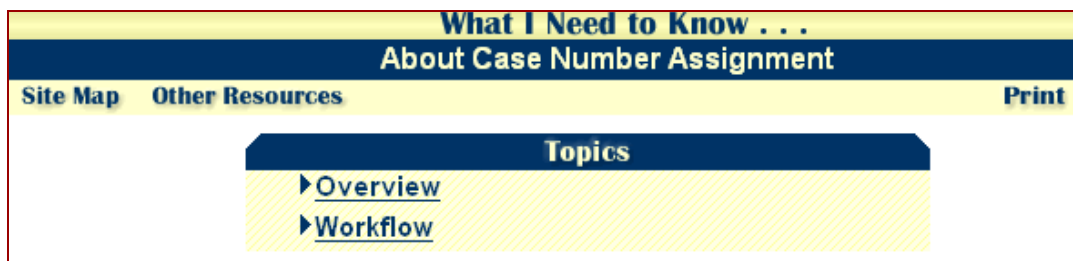 What I Need to Know . . .
About Case Number Assignment
Site Map Other Resources Print
Topics
Overview
Workflow